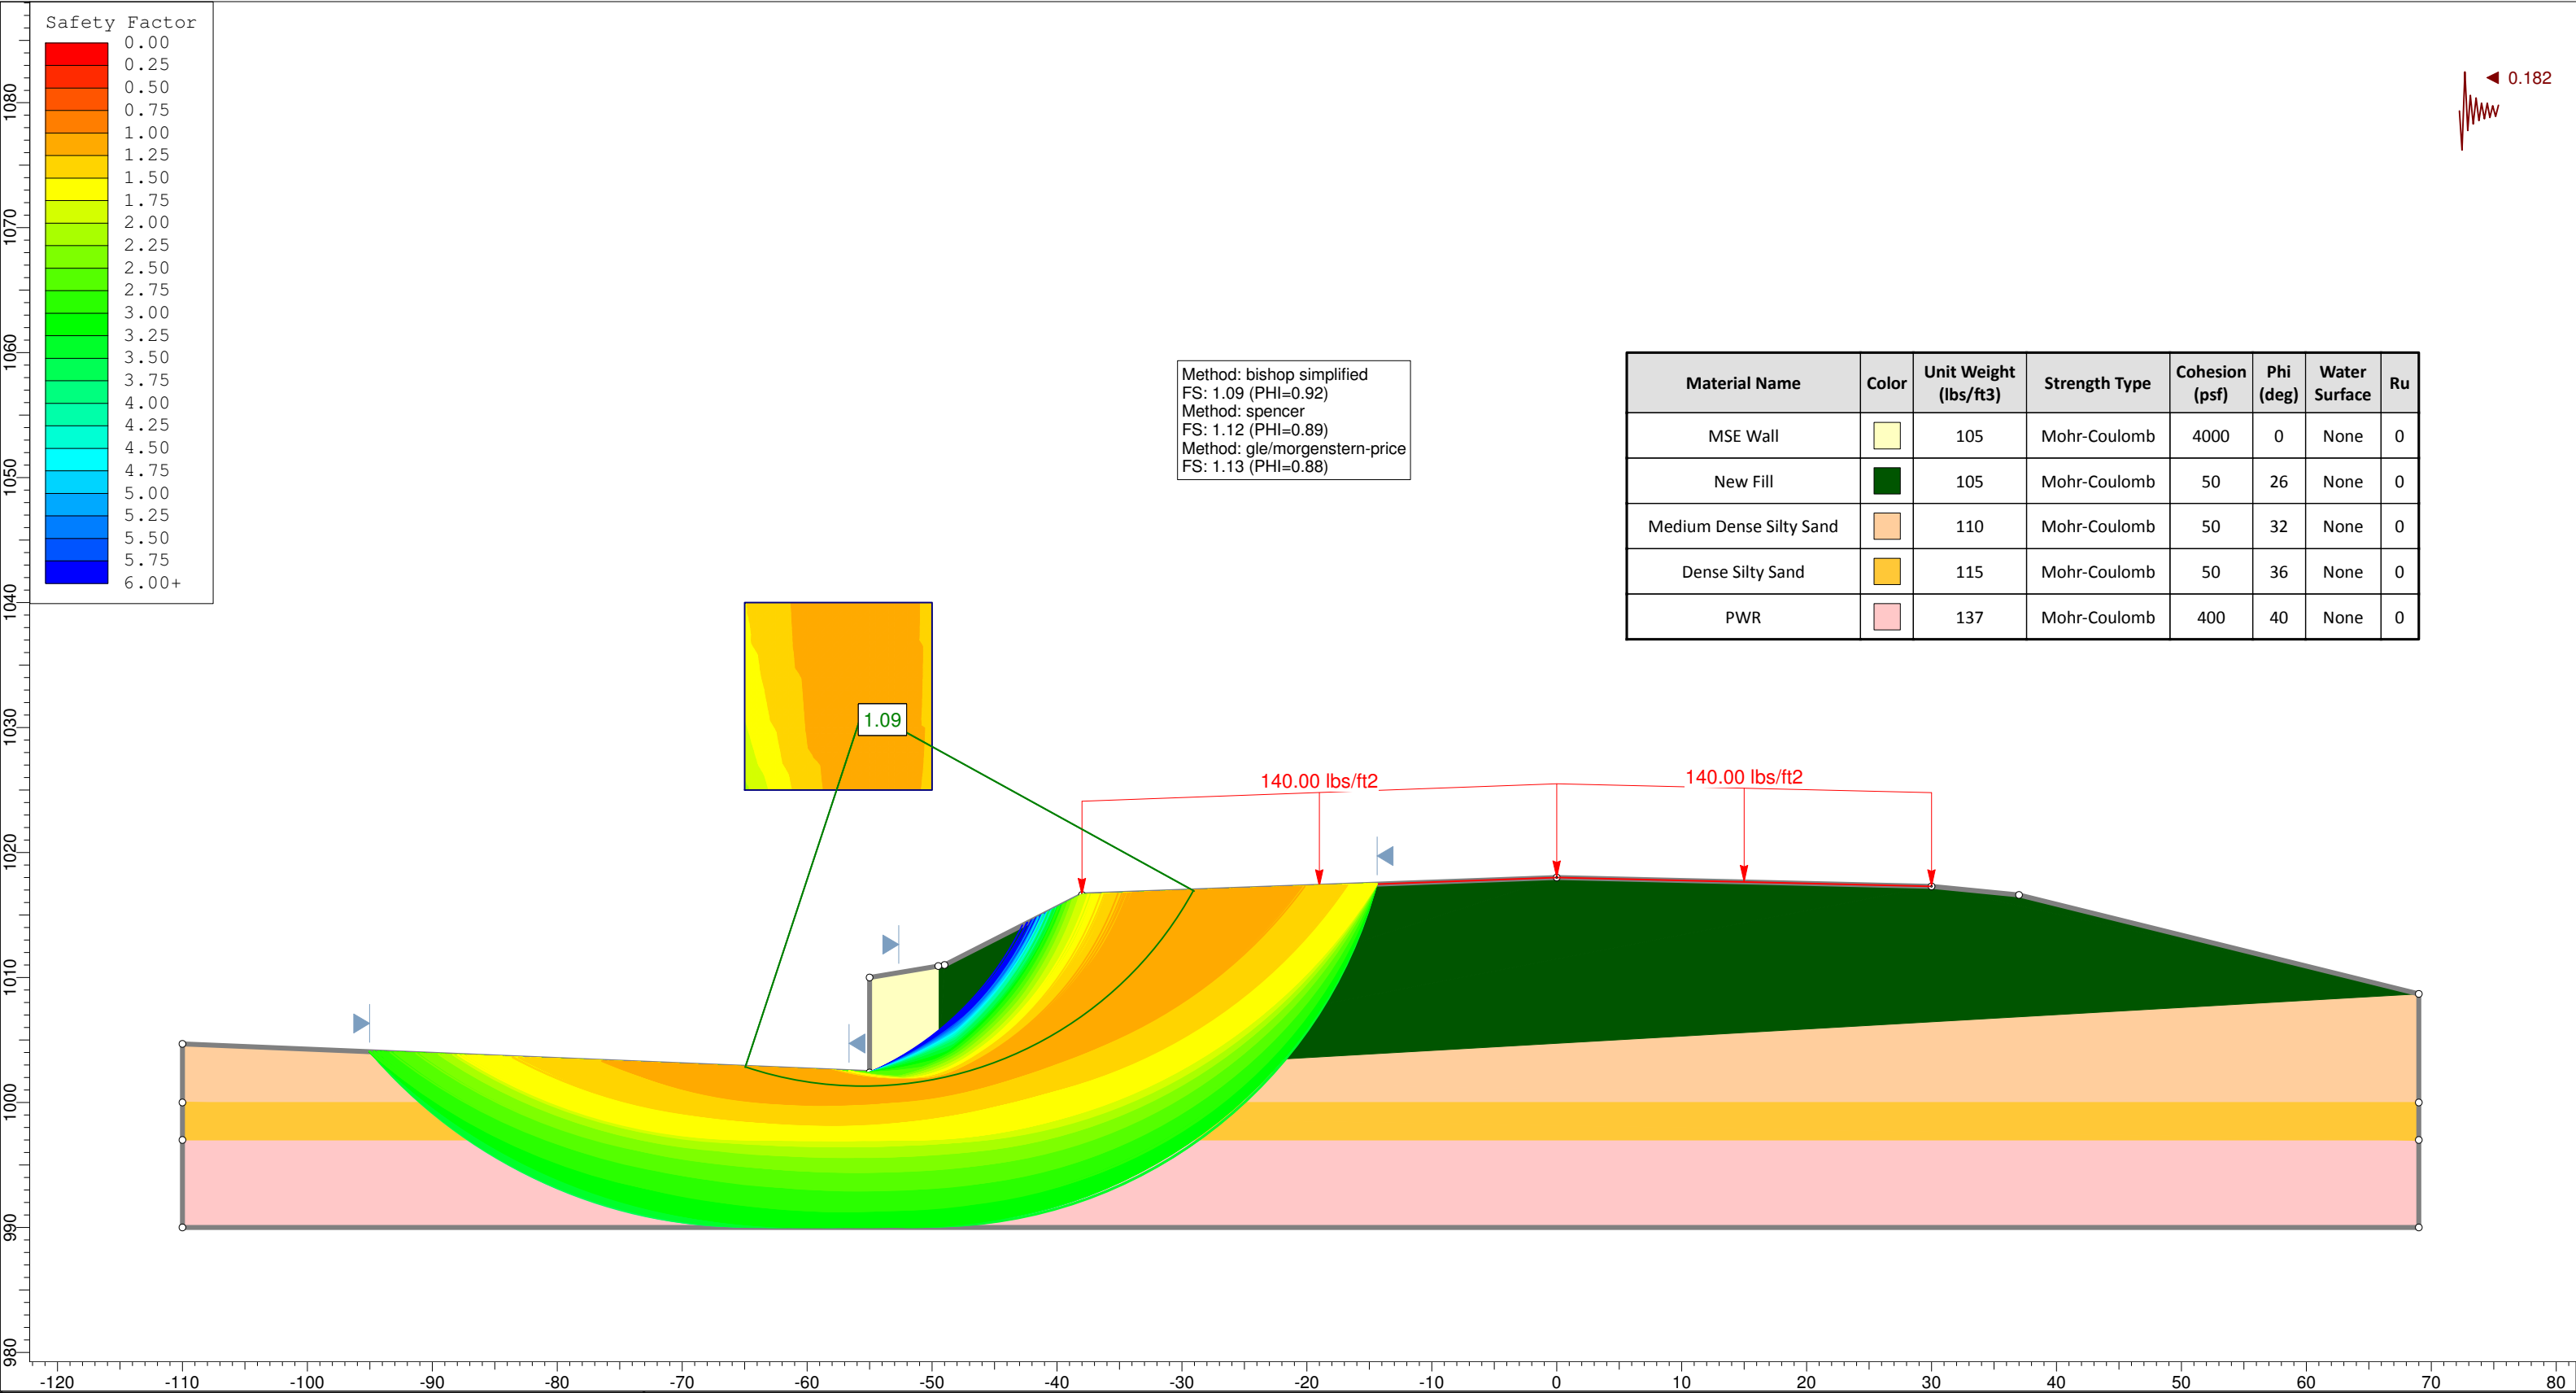 Safety Factor
0.00
0.25
0.50
0.75
1.00
1.25
1.50
1.75
2.00
2.25
2.50
2.75
3.00
3.25
3.50
3.75
4.00
4.25
4.50
4.75
5.00
5.25
5.50
5.75
6.00+
0.182
Method: bishop simplified
FS: 1.09 (PHI=0.92)
Method: spencer
FS: 1.12 (PHI=0.89)
Method: gle/morgenstern-price
FS: 1.13 (PHI=0.88)
Material Name Color Unit Weight (lbs/ft3) Strength Type Cohesion (psf) Phi (deg) Water Surface Ru
MSE Wall 105 Mohr-Coulomb 4000 0 None 0
New Fill 105 Mohr-Coulomb 50 26 None 0
Medium Dense Silty Sand 110 Mohr-Coulomb 50 32 None 0
Dense Silty Sand 115 Mohr-Coulomb 50 36 None 0
PWR 137 Mohr-Coulomb 400 40 None 0
1.09
140.00 lbs/ft2
140.00 lbs/ft2
1080
1070
1060
1050
1040
1030
1020
1010
1000
990
980
-120 -110 -100 -90 -80 -70 -60 -50 -40 -30 -20 -10 0 10 20 30 40 50 60 70 80